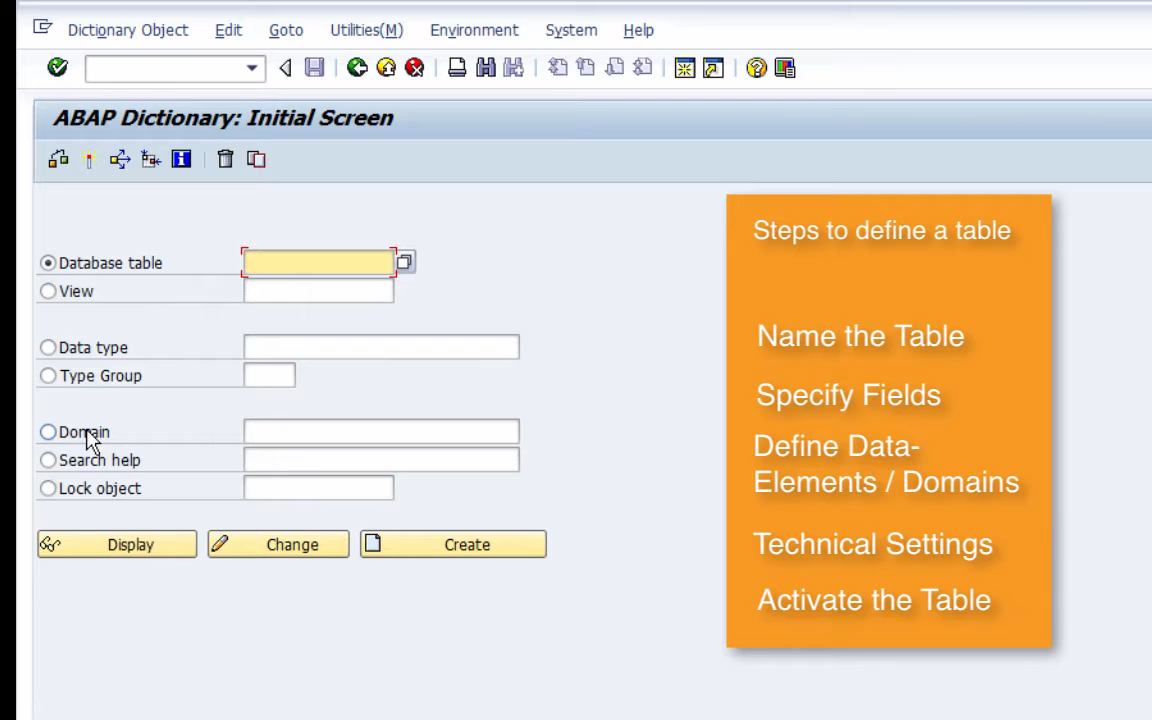 Dictionary Object Edit Goto Utilities(M) Environment System Help
ABAP Dictionary: Initial Screen
Database table
View
Data type
Type Group
Domain
Search help
Lock object
Display Change Create
Steps to define a table
Name the Table
Specify Fields
Define Data-
Elements / Domains
Technical Settings
Activate the Table